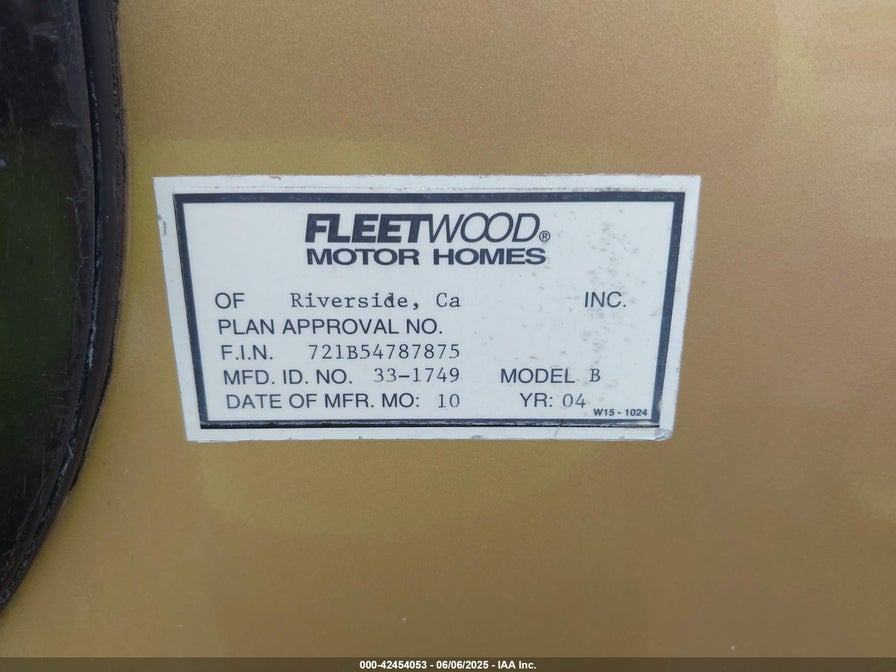 FLEETWOOD®
MOTOR HOMES
OF Riverside, Ca INC.
PLAN APPROVAL NO.
F.I.N. 721B54787875
MFD. ID. NO. 33-1749 MODEL B
DATE OF MFR. MO: 10 YR: 04
W15 - 1024
000-42454053 - 06/06/2025 - IAA Inc.